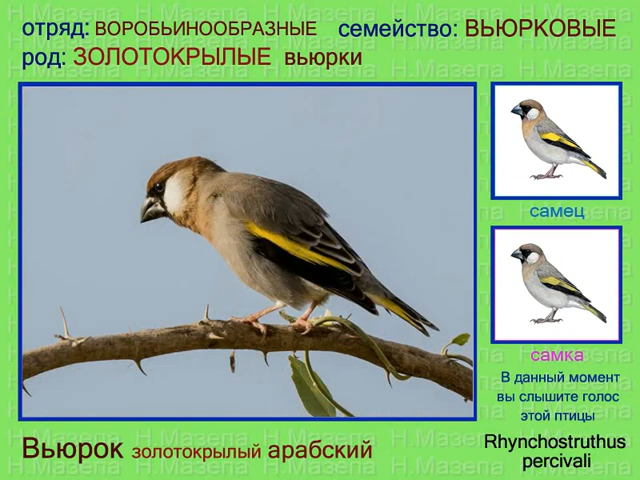 отряд: ВОРОБЬИНООБРАЗНЫЕ семейство: ВЬЮРКОВЫЕ
род: ЗОЛОТОКРЫЛЫЕ вьюрки
самец
самка
В данный момент
вы слышите голос
этой птицы
Вьюрок золотокрылый арабский
Rhynchostruthus
percivali
Н.Мазепа